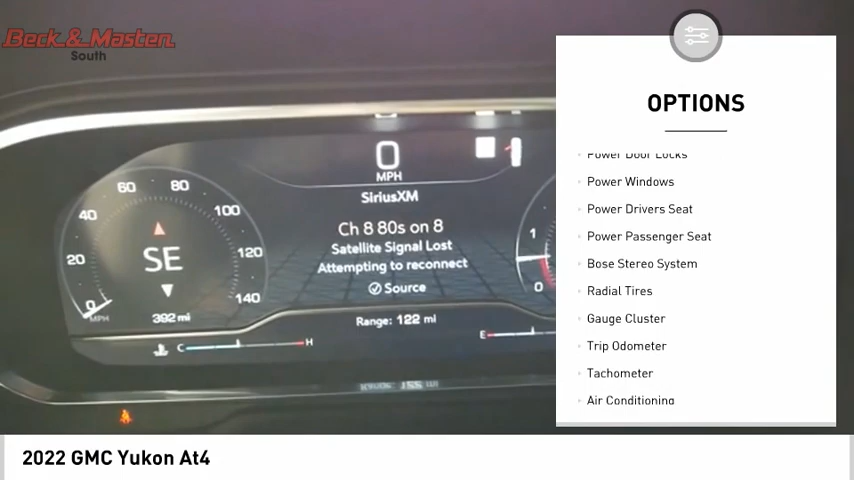 Beck & Masten
South
0
MPH
SiriusXM
Ch 8 80s on 8
Satellite Signal Lost
Attempting to reconnect
Source
Range: 122 mi
0
20
40
60
80
100
120
140
MPH
SE
392 mi
C
H
E
1
0
OPTIONS
Power Door Locks
Power Windows
Power Drivers Seat
Power Passenger Seat
Bose Stereo System
Radial Tires
Gauge Cluster
Trip Odometer
Tachometer
Air Conditioning
2022 GMC Yukon At4